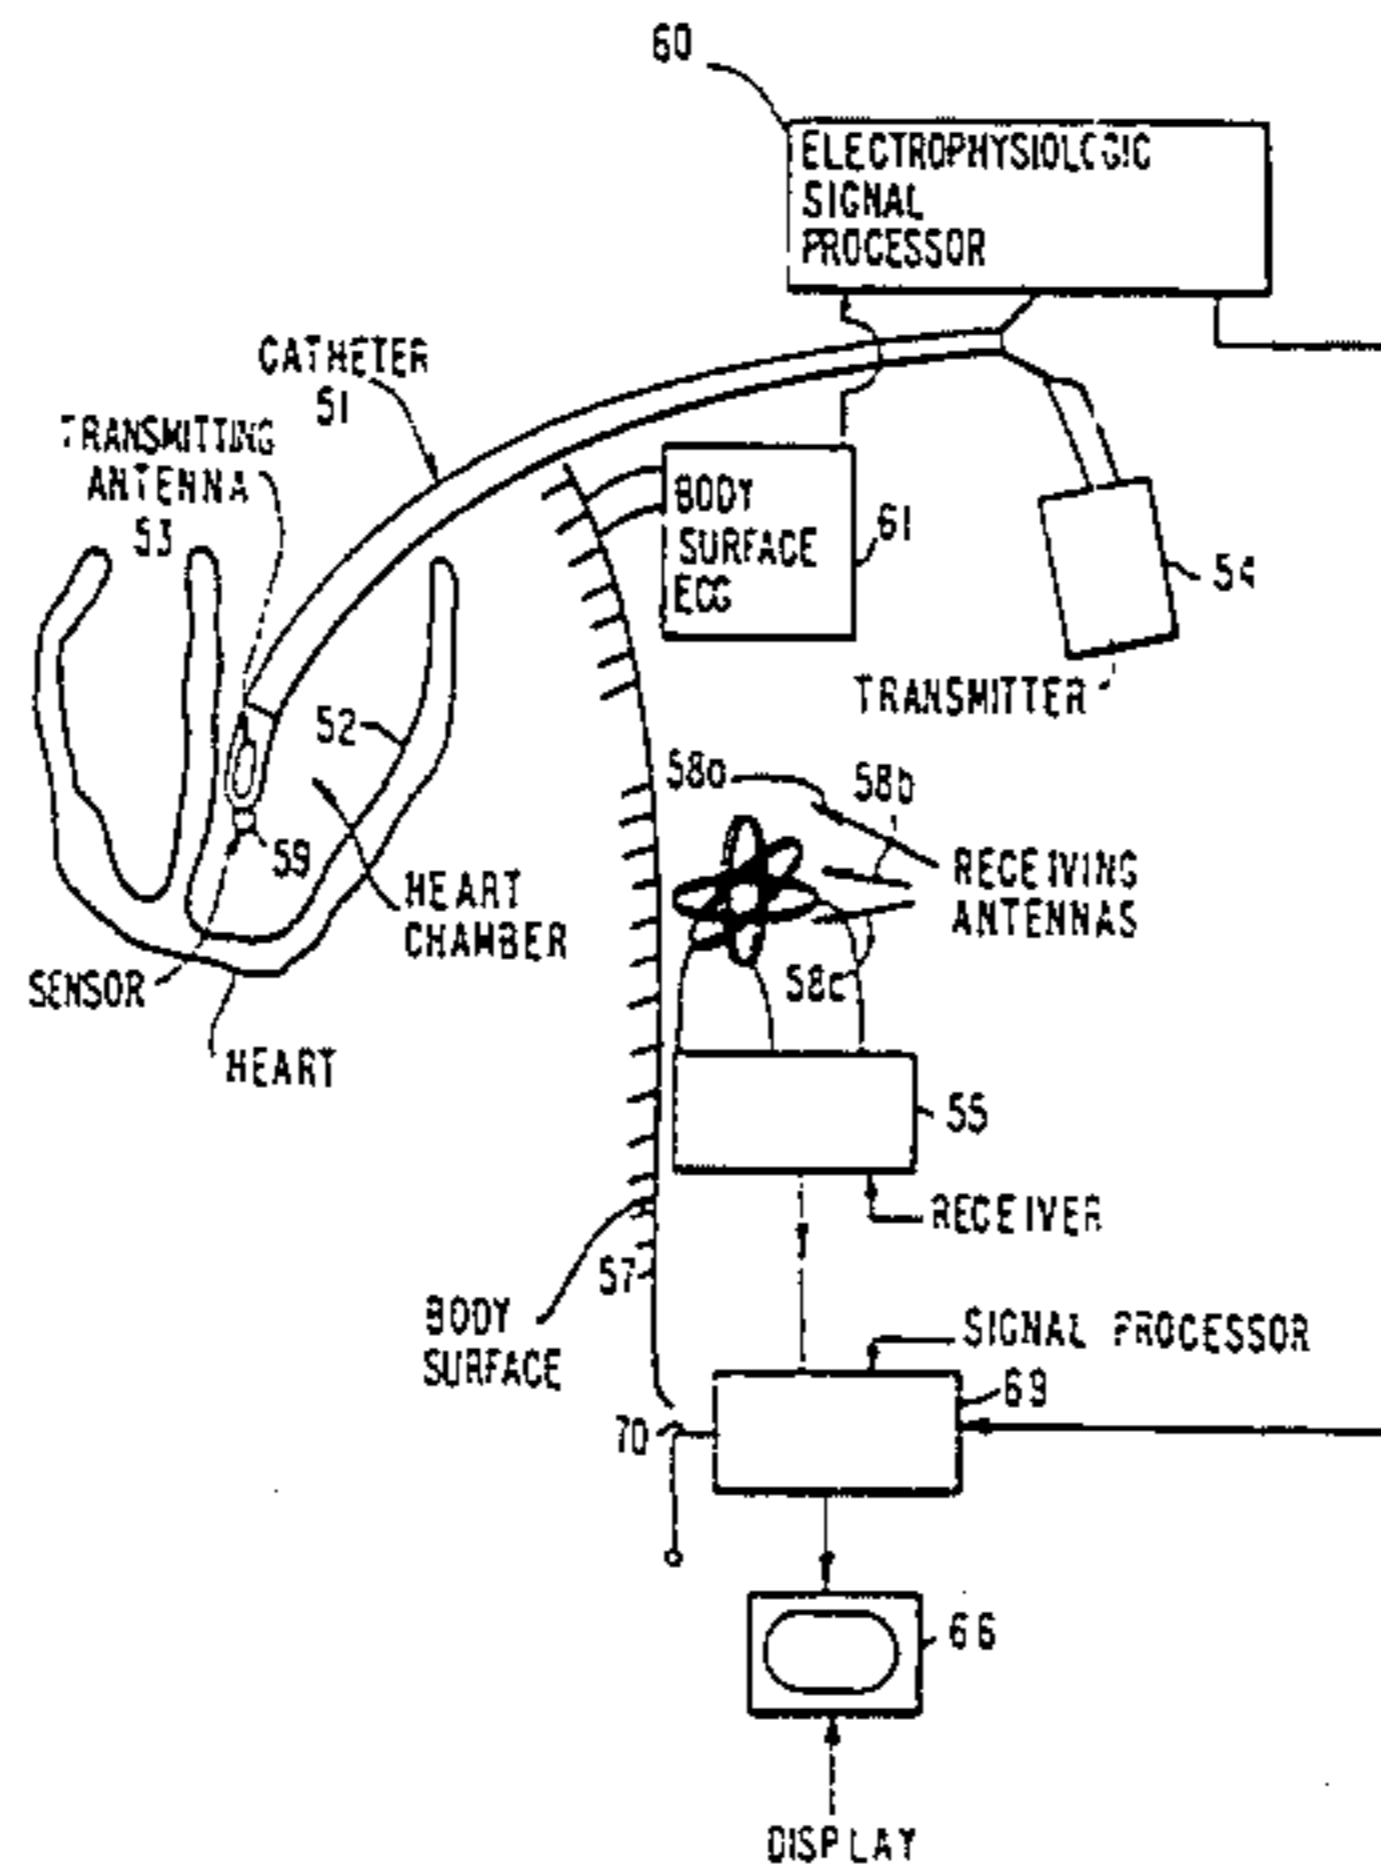 60
ELECTROPHYSIOLOGIC
SIGNAL
PROCESSOR
CATHETER
51
TRANSMITTING
ANTENNA
53
BODY
SURFACE
ECG
61
54
TRANSMITTER
52
58a
58b
59
RECEIVING
ANTENNAS
HEART
CHAMBER
58c
SENSOR
HEART
55
RECEIVER
57
BODY
SURFACE
SIGNAL PROCESSOR
69
70
66
DISPLAY